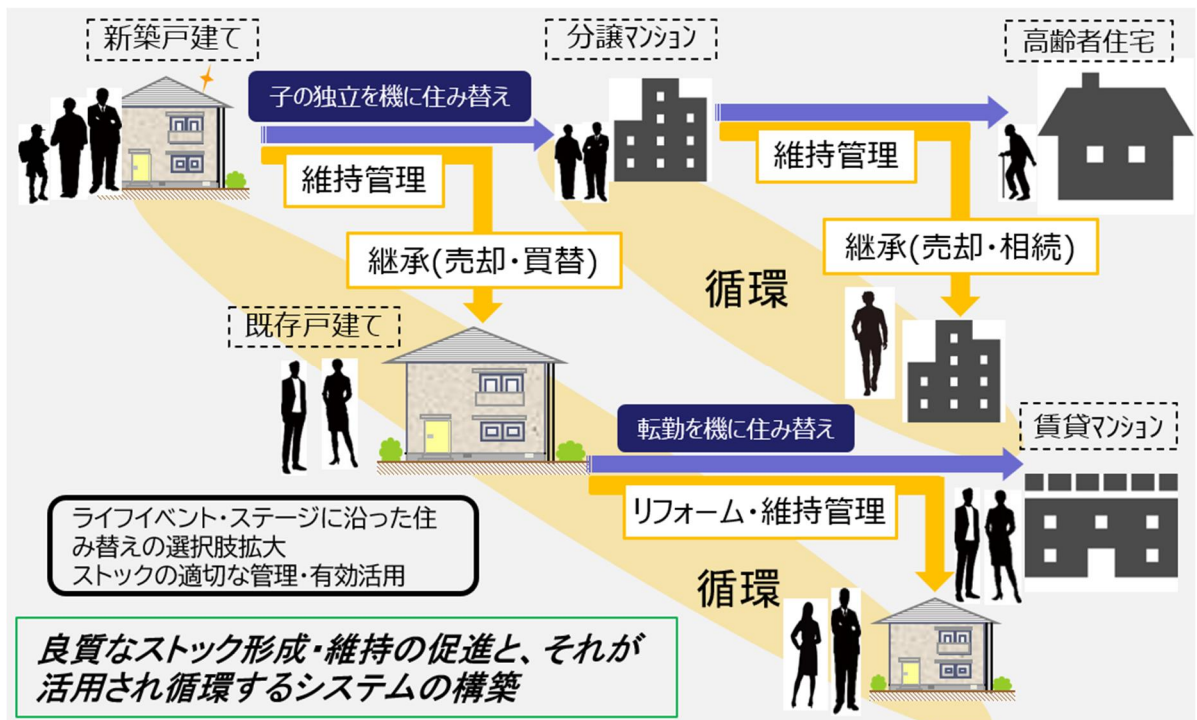 新築戸建て
分譲マンション
高齢者住宅
子の独立を機に住み替え
維持管理
維持管理
継承(売却・買替)
継承(売却・相続)
循環
既存戸建て
転勤を機に住み替え
賃貸マンション
リフォーム・維持管理
ライフイベント・ステージに沿った住
み替えの選択肢拡大
ストックの適切な管理・有効活用
循環
良質なストック形成・維持の促進と、それが
活用され循環するシステムの構築